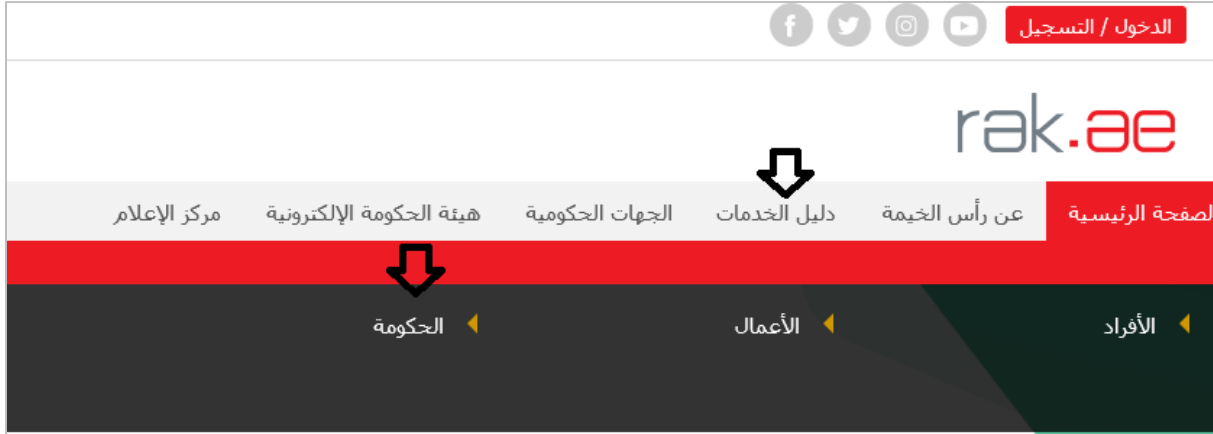 الدخول / التسجيل
rak.ae
لصفحة الرئيسية عن رأس الخيمة دليل الخدمات الجهات الحكومية هيئة الحكومة الإلكترونية مركز الإعلام
الأفراد الأعمال الحكومة